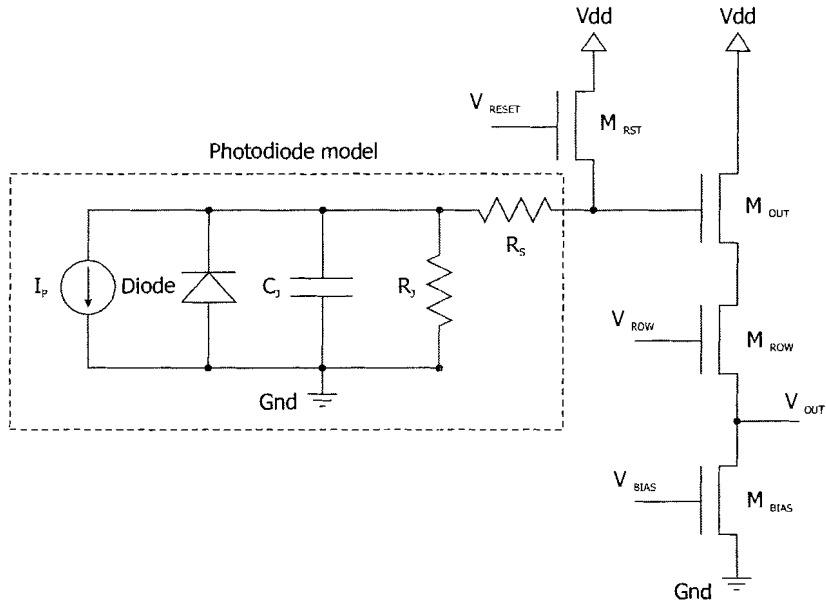 Vdd Vdd
V RESET
M RST
Photodiode model
M OUT
R S
I P Diode C J R J
V ROW
M ROW
Gnd
V OUT
V BIAS
M BIAS
Gnd